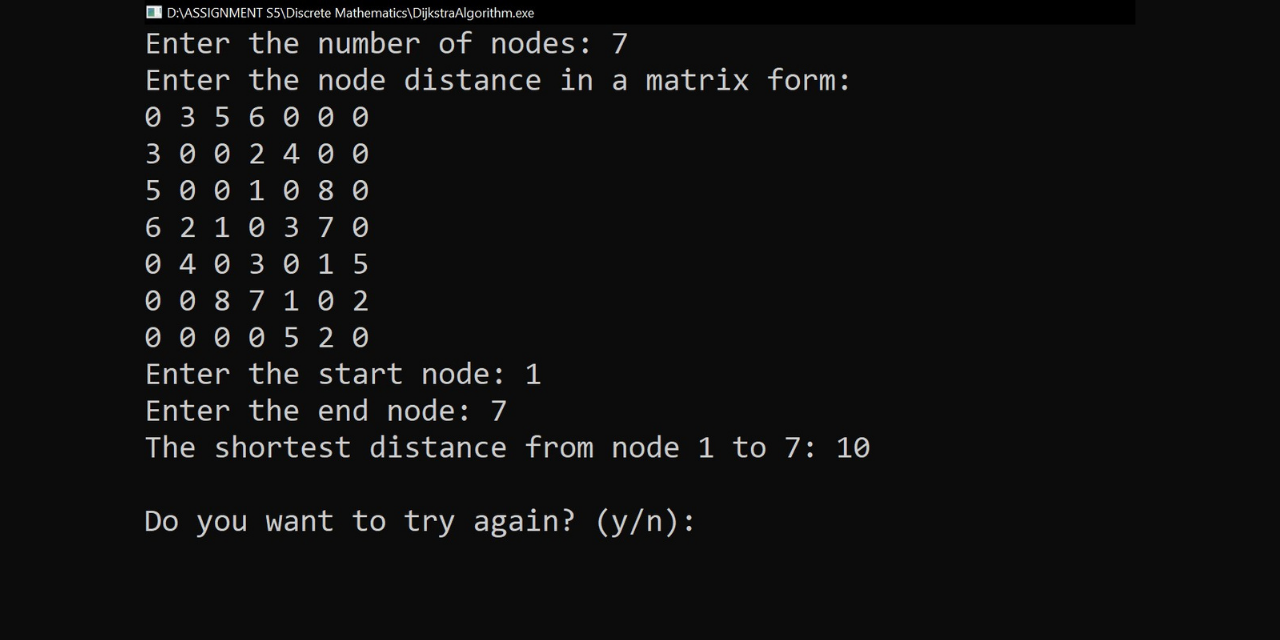 D:\ASSIGNMENT S5\Discrete Mathematics\DijkstraAlgorithm.exe
Enter the number of nodes: 7
Enter the node distance in a matrix form:
0 3 5 6 0 0 0
3 0 0 2 4 0 0
5 0 0 1 0 8 0
6 2 1 0 3 7 0
0 4 0 3 0 1 5
0 0 8 7 1 0 2
0 0 0 0 5 2 0
Enter the start node: 1
Enter the end node: 7
The shortest distance from node 1 to 7: 10
Do you want to try again? (y/n):